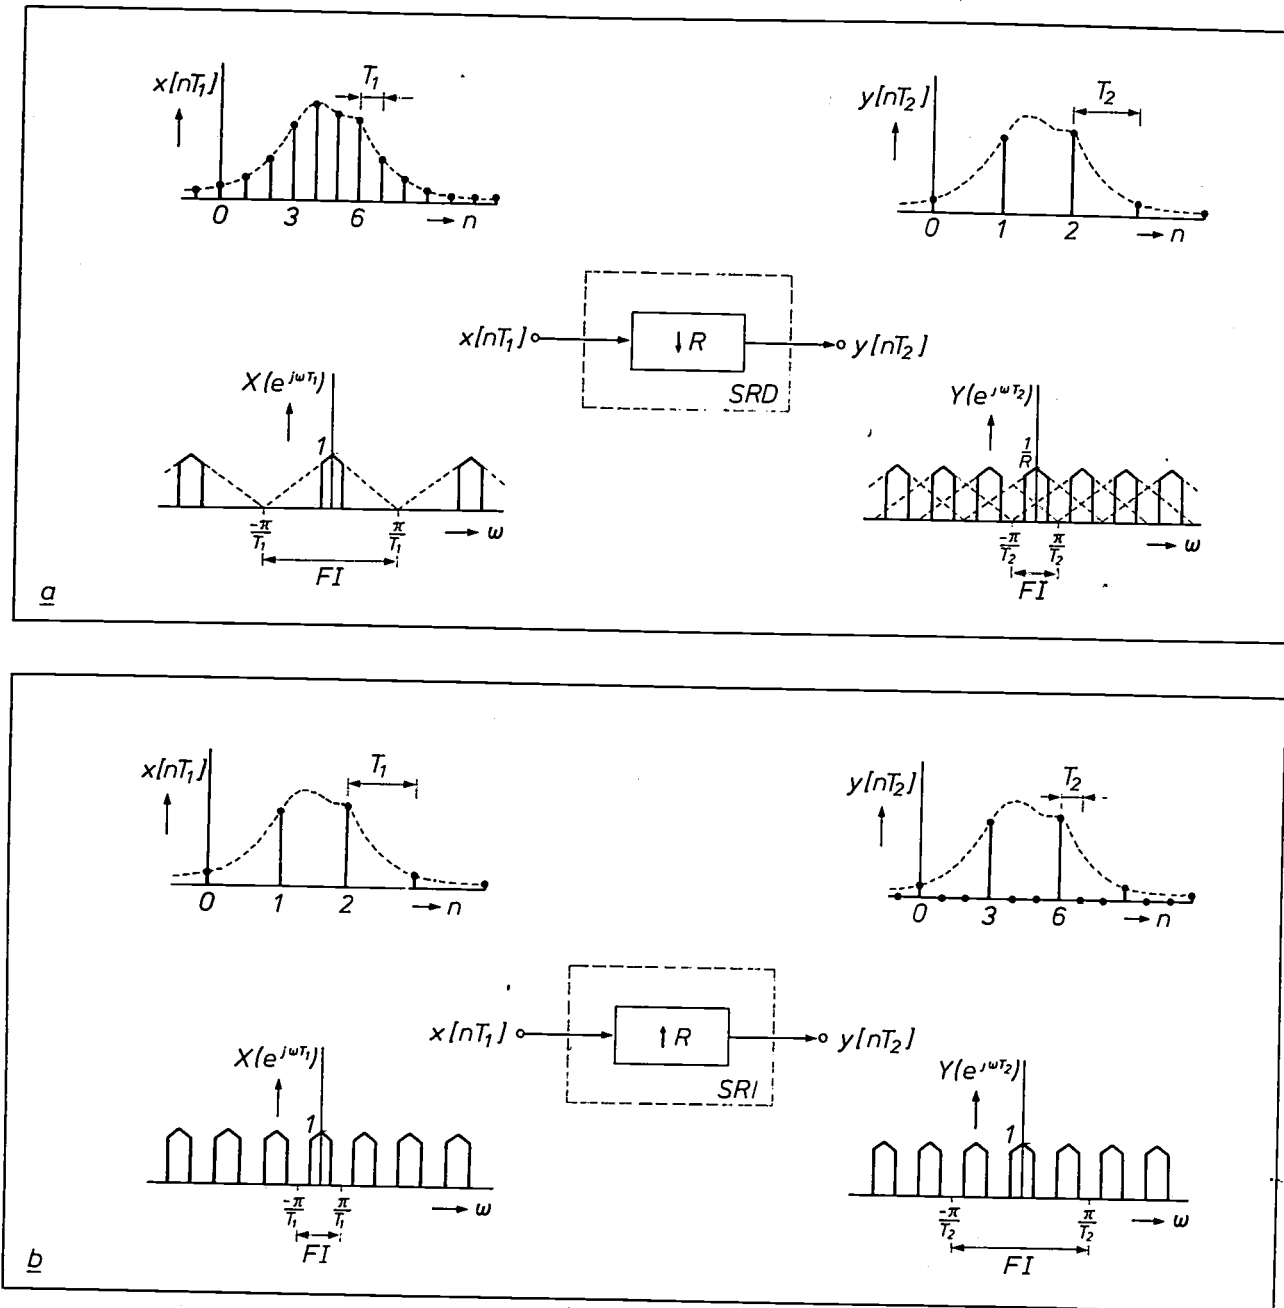 x[nT₁]
T₁
0 3 6 → n
y[nT₂]
T₂
0 1 2 → n
x[nT₁] ↓R y[nT₂]
SRD
X(e^jωT₁)
1
-π/T₁ π/T₁ → ω
FI
Y(e^jωT₂)
1/R
-π/T₂ π/T₂ → ω
FI
a
x[nT₁]
T₁
0 1 2 → n
y[nT₂]
T₂
0 3 6 → n
x[nT₁] ↑R y[nT₂]
SRI
X(e^jωT₁)
1
-π/T₁ π/T₁ → ω
FI
Y(e^jωT₂)
1
-π/T₂ π/T₂ → ω
FI
b